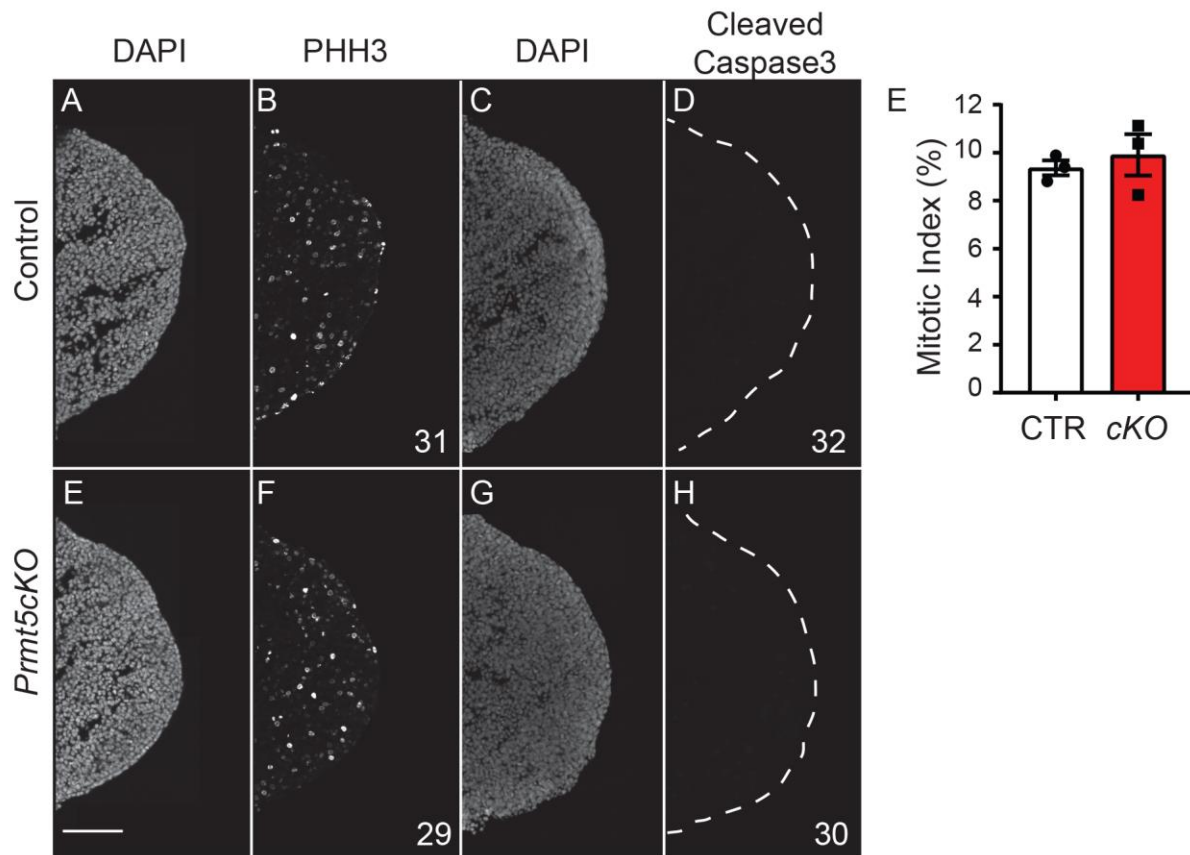 DAPI
PHH3
DAPI
Cleaved
Caspase3
Control
A
B
C
D
31
32
Prmt5cKO
E
F
G
H
29
30
E
Mitotic Index (%)
12
10
8
6
4
2
0
CTR
cKO